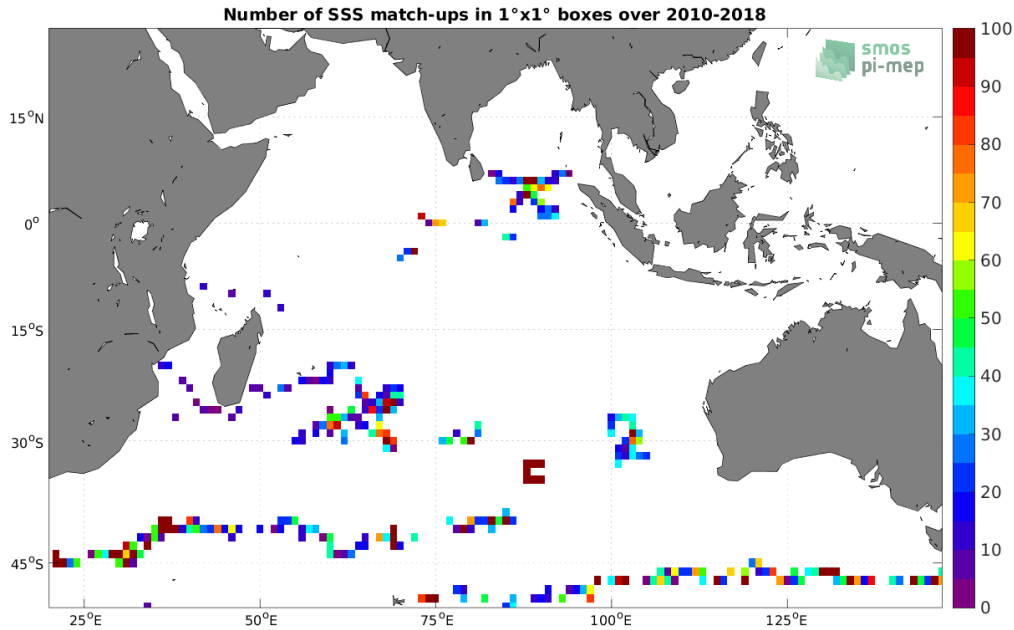 Number of SSS match-ups in 1°x1° boxes over 2010-2018
smos
pi-mep
15°N
0°
15°S
30°S
45°S
25°E
50°E
75°E
100°E
125°E
100
90
80
70
60
50
40
30
20
10
0